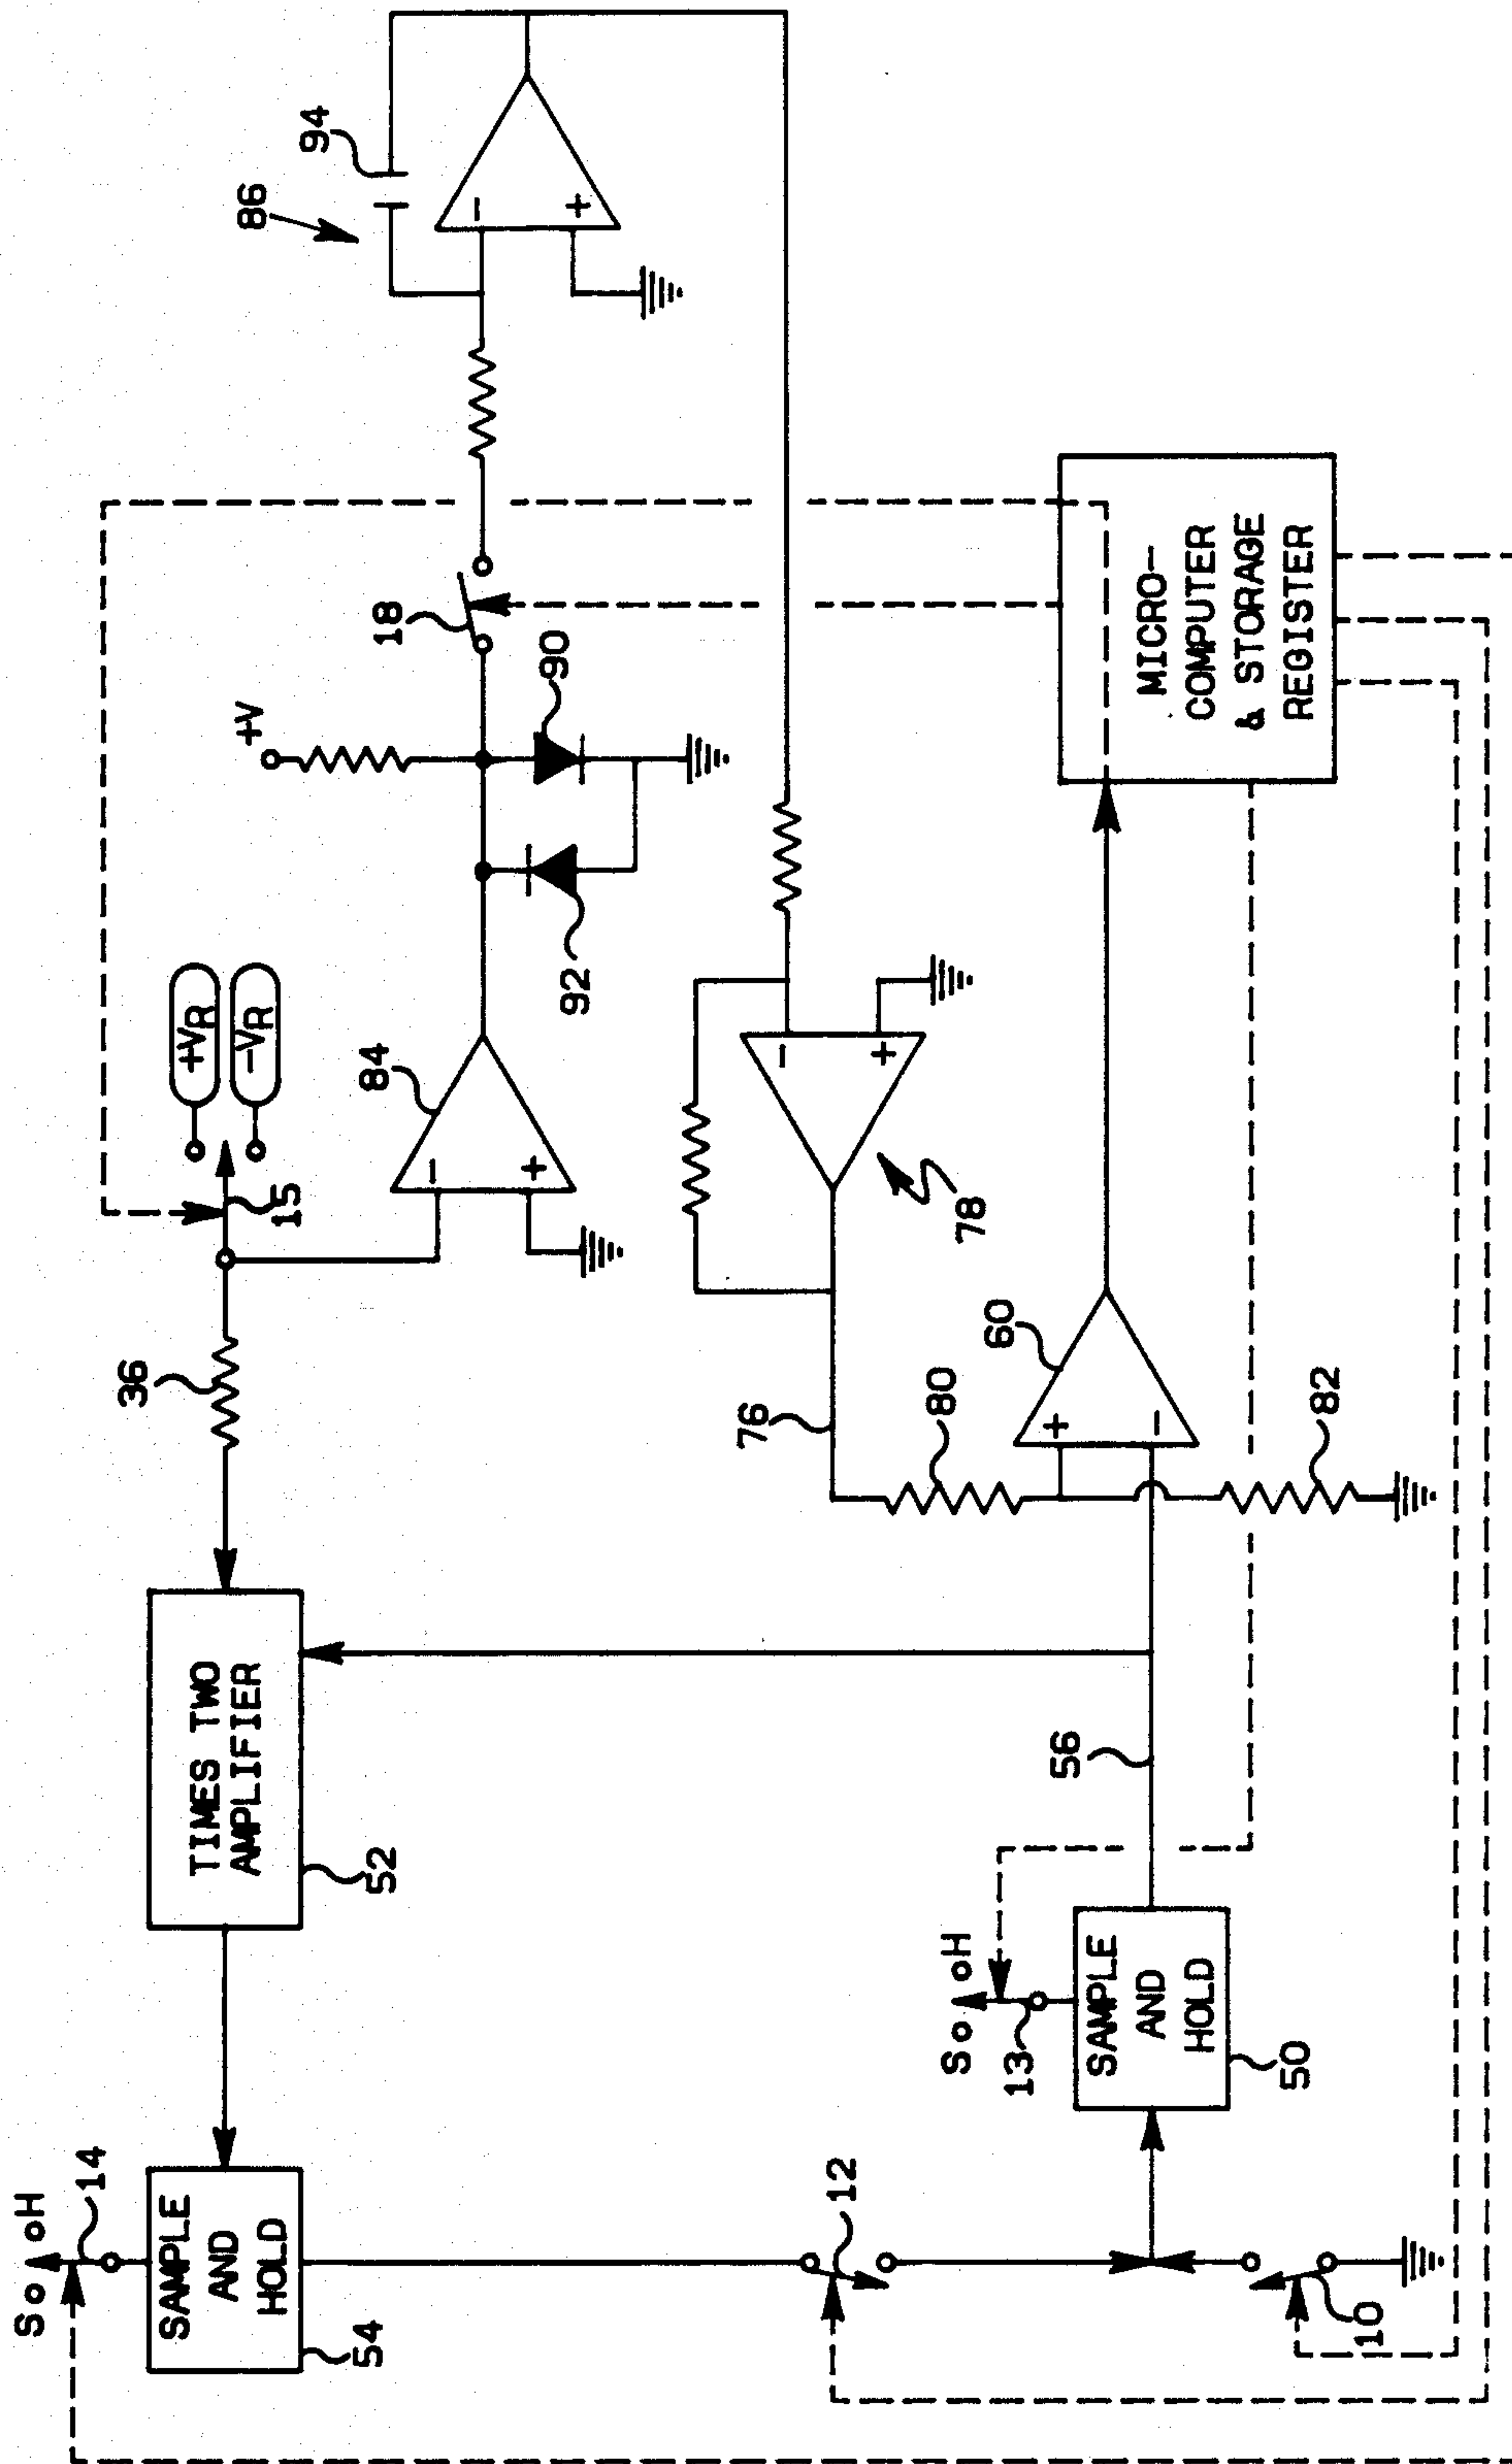 S H
14
SAMPLE
AND
HOLD
54
TIMES TWO
AMPLIFIER
52
36
15
+VR
-VR
84
-
+
+V
92
90
18
86
94
-
+
12
10
S H
13
SAMPLE
AND
HOLD
50
56
76
80
82
60
+
-
78
-
+
MICRO-
COMPUTER
& STORAGE
REGISTER